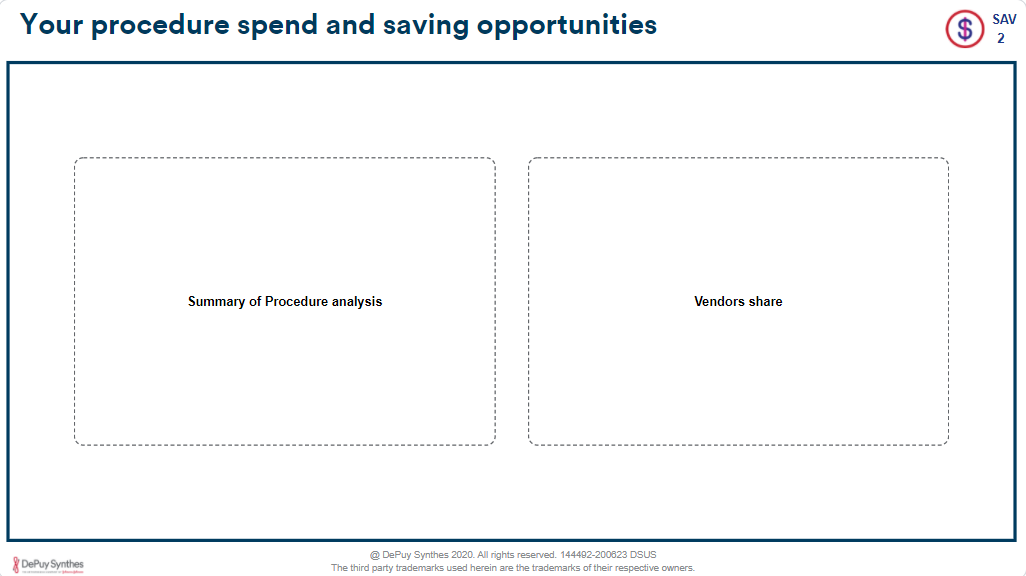 Your procedure spend and saving opportunities
SAV
2
Summary of Procedure analysis
Vendors share
@ DePuy Synthes 2020. All rights reserved. 144492-200623 DSUS
The third party trademarks used herein are the trademarks of their respective owners.
DePuy Synthes